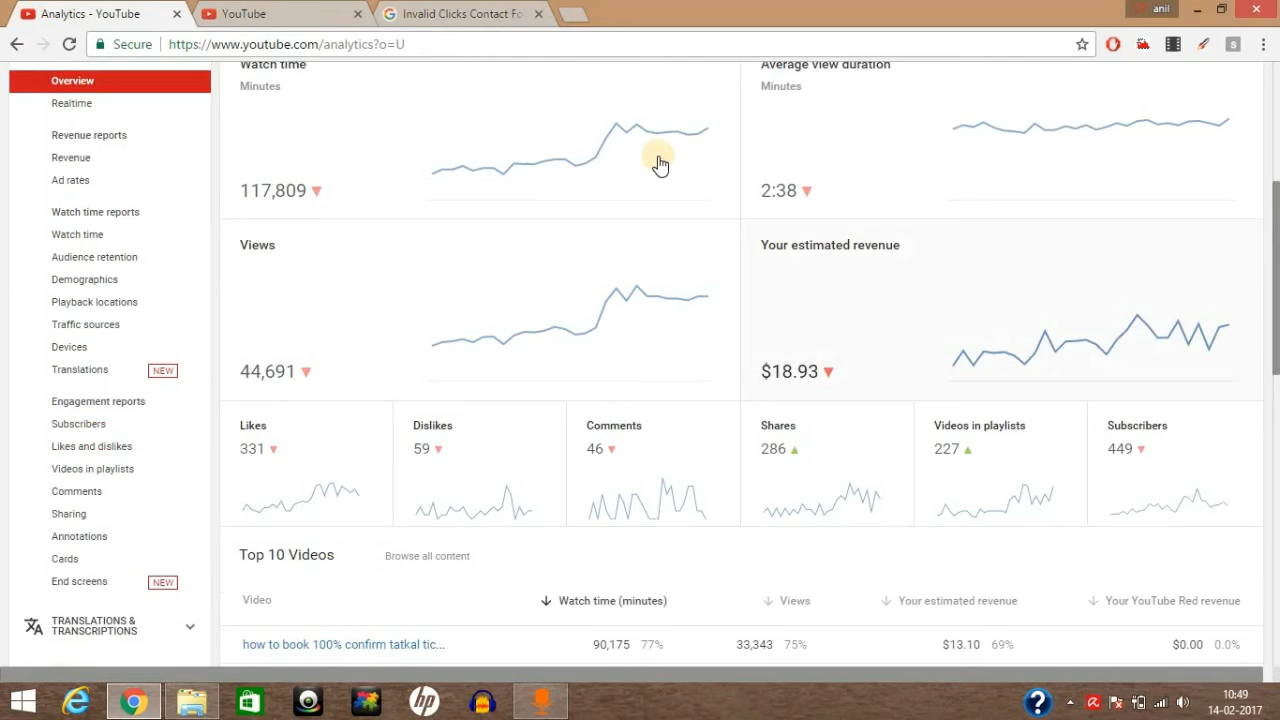 Analytics - YouTube
YouTube
Invalid Clicks Contact Fo
anil
Secure
https://www.youtube.com/analytics?o=U
Overview
Realtime
Revenue reports
Revenue
Ad rates
Watch time reports
Watch time
Audience retention
Demographics
Playback locations
Traffic sources
Devices
Translations NEW
Engagement reports
Subscribers
Likes and dislikes
Videos in playlists
Comments
Sharing
Annotations
Cards
End screens NEW
TRANSLATIONS &
TRANSCRIPTIONS
Watch time
Minutes
117,809
Average view duration
Minutes
2:38
Views
44,691
Your estimated revenue
$18.93
Likes
331
Dislikes
59
Comments
46
Shares
286
Videos in playlists
227
Subscribers
449
Top 10 Videos
Browse all content
Video Watch time (minutes) Views Your estimated revenue Your YouTube Red revenue
how to book 100% confirm tatkal tic... 90,175 77% 33,343 75% $13.10 69% $0.00 0.0%
hp
10:49
14-02-2017